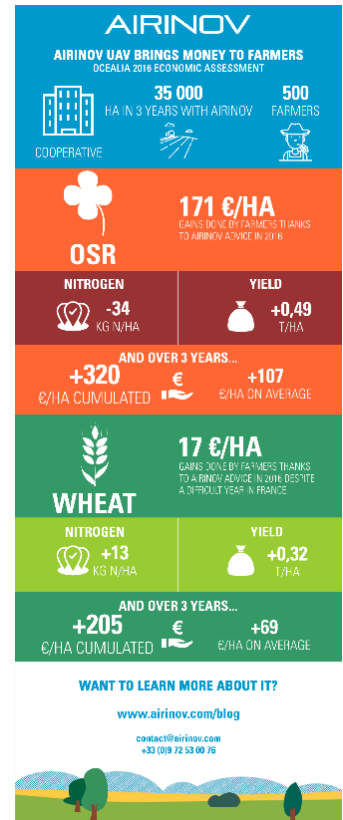 AIRINOV
AIRINOV UAV BRINGS MONEY TO FARMERS
OCEALIA 2016 ECONOMIC ASSESSMENT
COOPERATIVE
35 000
HA IN 3 YEARS WITH AIRINOV
500
FARMERS
OSR
171 €/HA
GAINS DONE BY FARMERS THANKS
TO AIRINOV ADVICE IN 2016
NITROGEN
-34
KG N/HA
YIELD
+0,49
T/HA
AND OVER 3 YEARS...
+320
€/HA CUMULATED
€
+107
€/HA ON AVERAGE
WHEAT
17 €/HA
GAINS DONE BY FARMERS THANKS
TO AIRINOV ADVICE IN 2016 DESPITE
A DIFFICULT YEAR IN FRANCE
NITROGEN
+13
KG N/HA
YIELD
+0,32
T/HA
AND OVER 3 YEARS...
+205
€/HA CUMULATED
€
+69
€/HA ON AVERAGE
WANT TO LEARN MORE ABOUT IT?
www.airinov.com/blog
contact@airinov.com
+33 (0)9 72 53 00 76